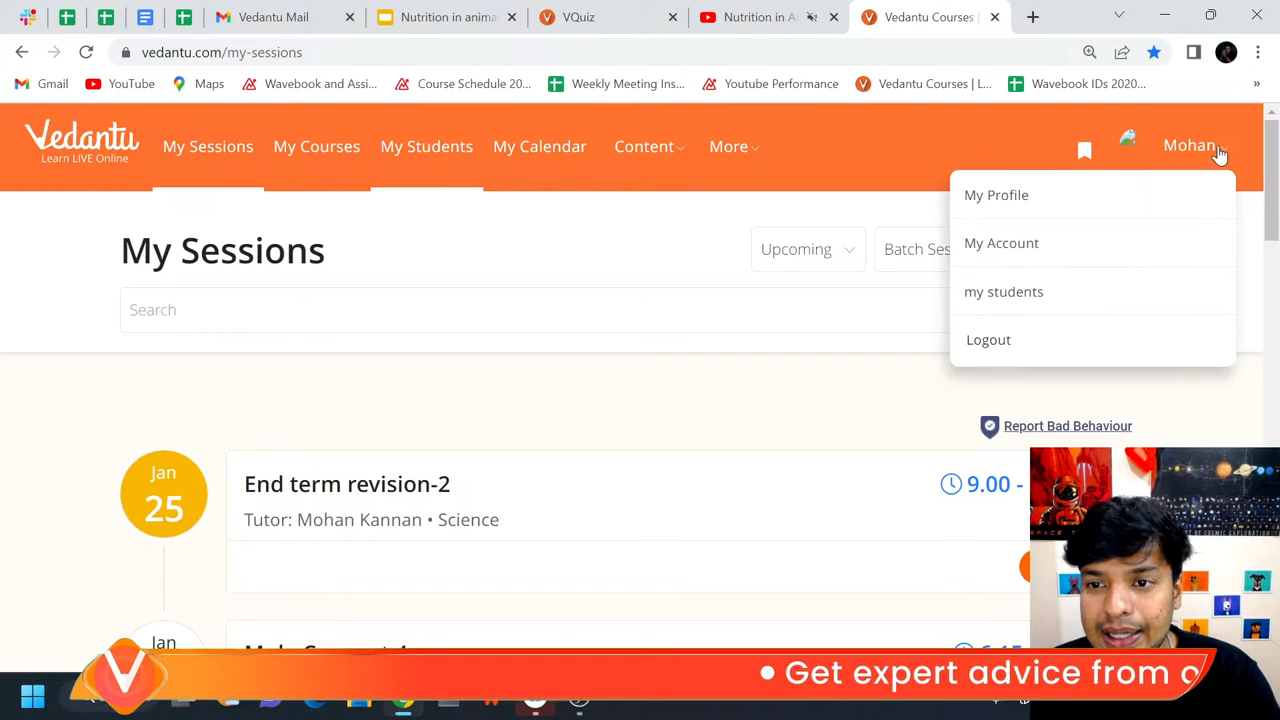 Vedantu Mail
Nutrition in animal
VQuiz
Nutrition in A
Vedantu Courses |
vedantu.com/my-sessions
Gmail
YouTube
Maps
Wavebook and Assi...
Course Schedule 20...
Weekly Meeting Ins...
Youtube Performance
Vedantu Courses | L...
Wavebook IDs 2020...
»
Vedantu
Learn LIVE Online
My Sessions
My Courses
My Students
My Calendar
Content
More
Mohan
My Profile
My Account
my students
Logout
My Sessions
Upcoming
Batch Ses
Search
Report Bad Behaviour
Jan
25
End term revision-2
9.00 -
Tutor: Mohan Kannan • Science
Jan
• Get expert advice from o